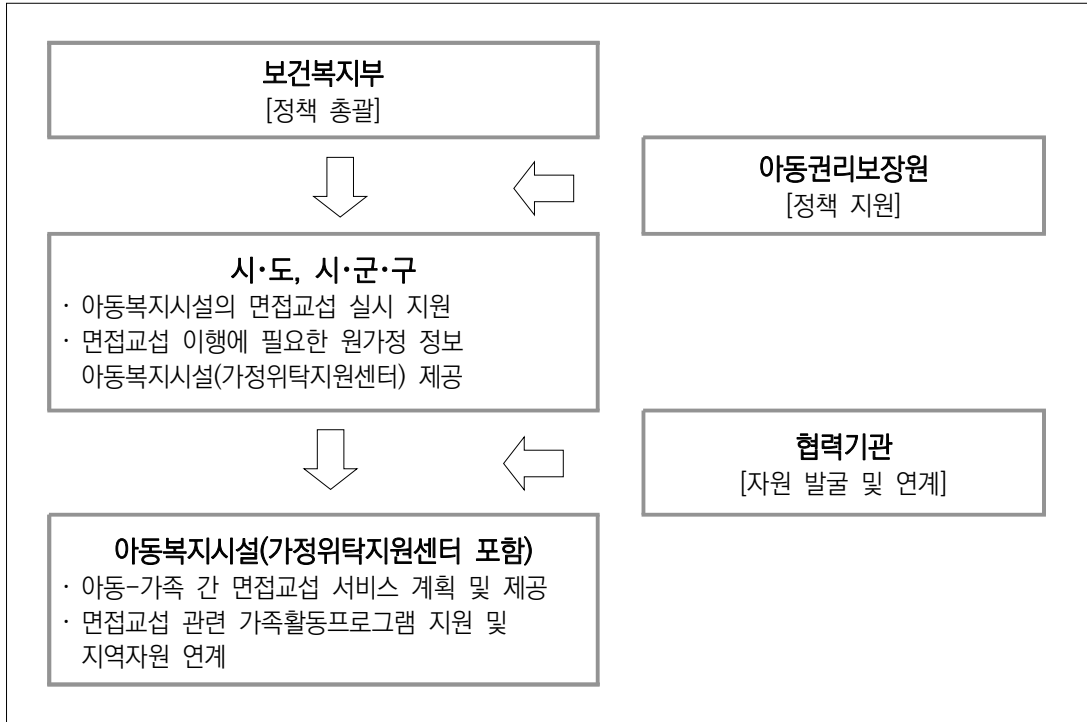 보건복지부
[정책 총괄]
아동권리보장원
[정책 지원]
시·도, 시·군·구
· 아동복지시설의 면접교섭 실시 지원
· 면접교섭 이행에 필요한 원가정 정보
아동복지시설(가정위탁지원센터) 제공
협력기관
[자원 발굴 및 연계]
아동복지시설(가정위탁지원센터 포함)
· 아동-가족 간 면접교섭 서비스 계획 및 제공
· 면접교섭 관련 가족활동프로그램 지원 및
지역자원 연계